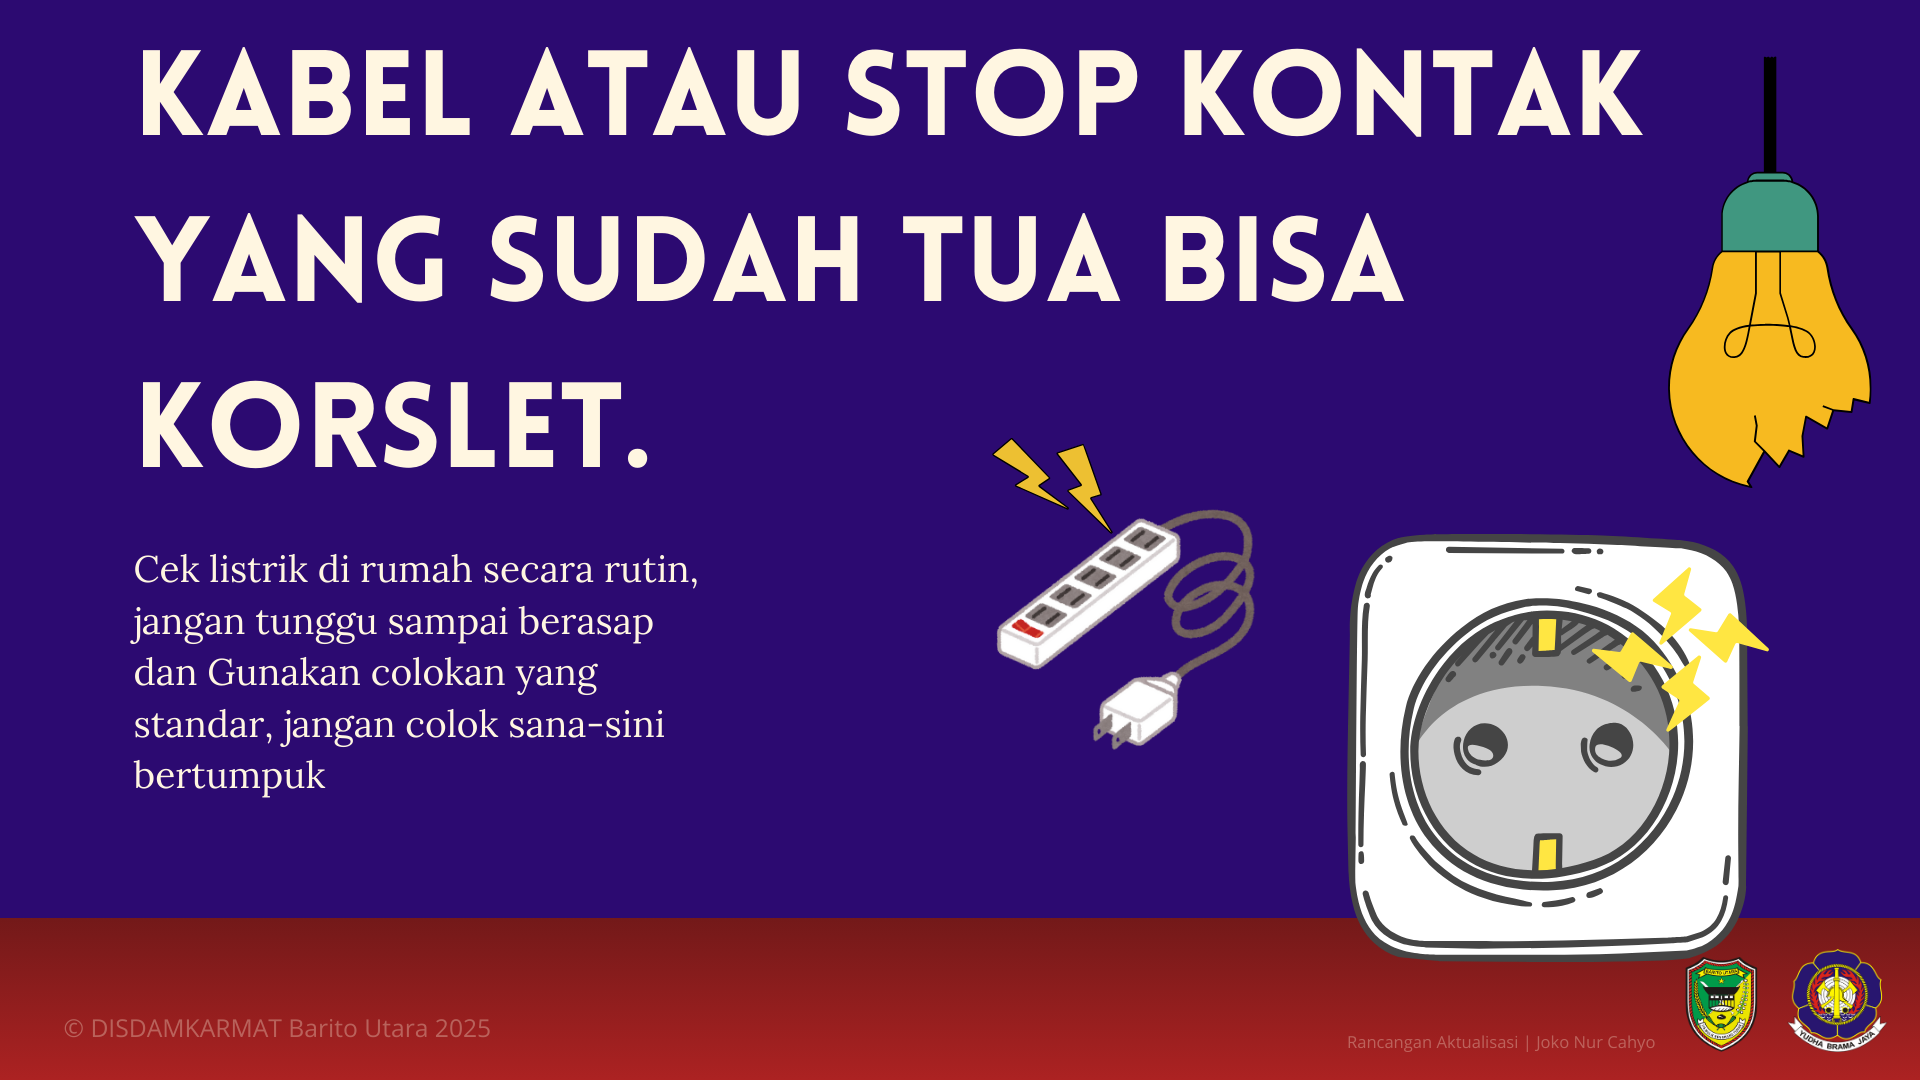 KABEL ATAU STOP KONTAK
YANG SUDAH TUA BISA
KORSLET.
Cek listrik di rumah secara rutin,
jangan tunggu sampai berasap
dan Gunakan colokan yang
standar, jangan colok sana-sini
bertumpuk
© DISDAMKARMAT Barito Utara 2025
Rancangan Aktualisasi | Joko Nur Cahyo
BARITO UTARA
YUDHA BRAMA JAYA